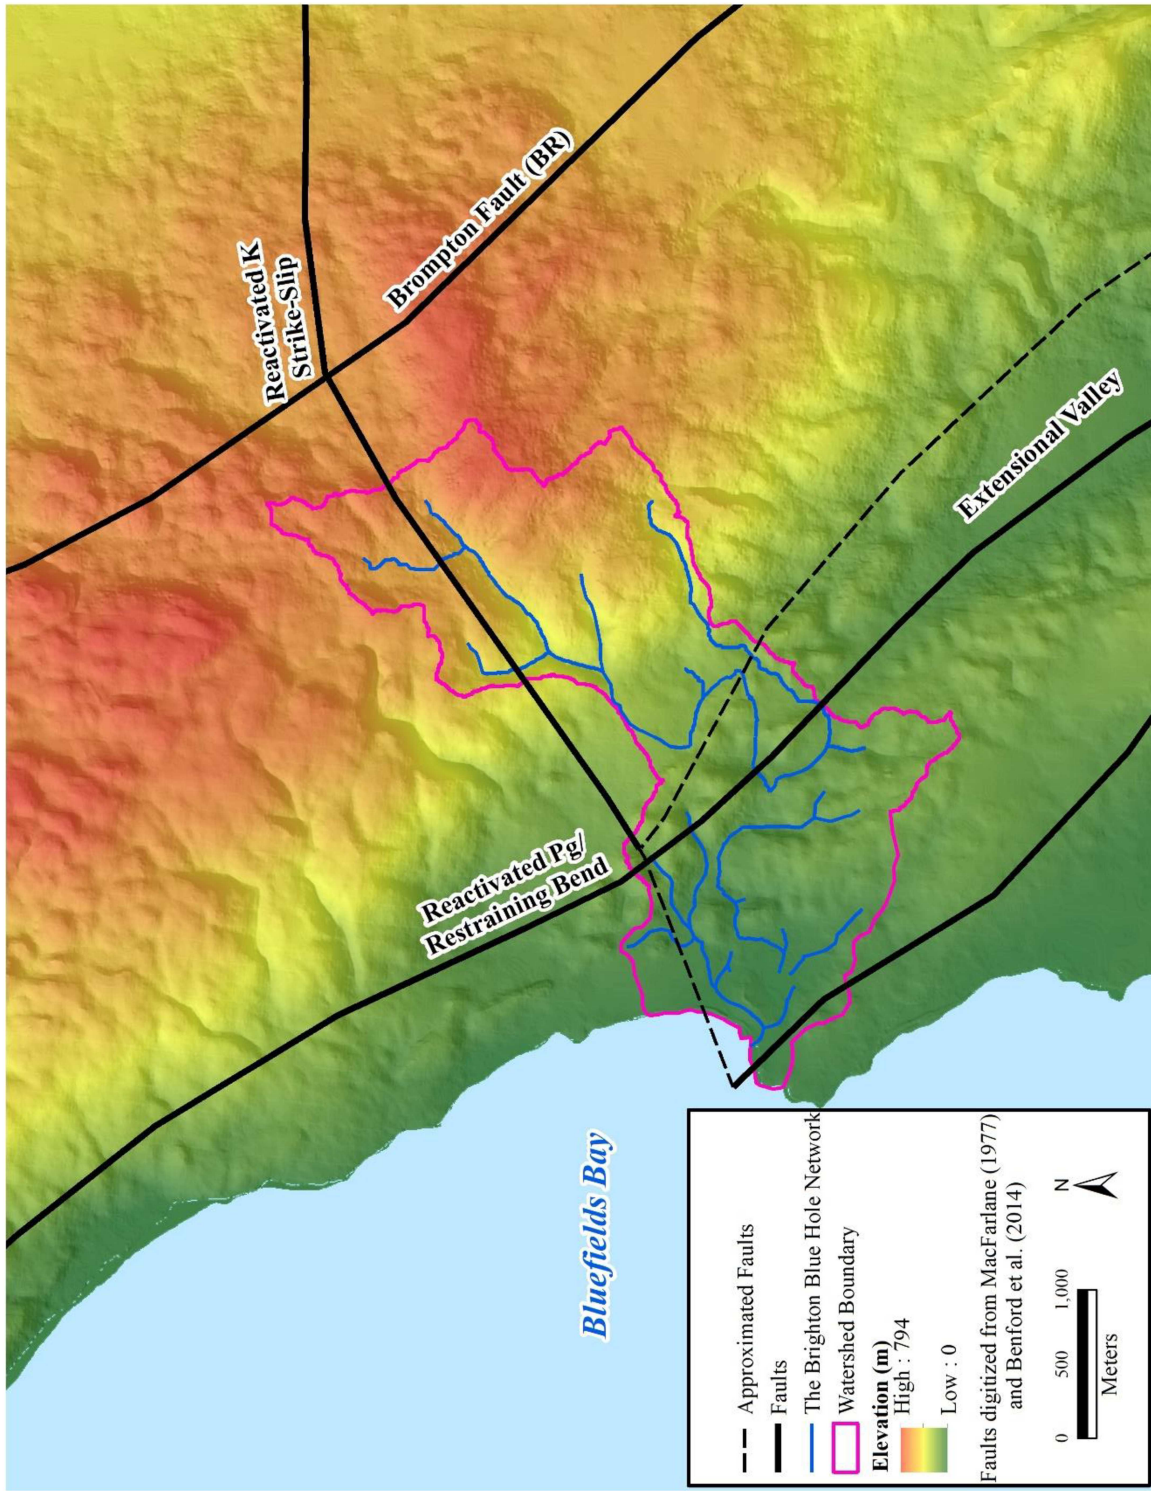 Reactivated K
Strike-Slip
Brompton Fault (BR)
Reactivated Pg/
Restraining Bend
Extensional Valley
Bluefields Bay
Approximated Faults
Faults
The Brighton Blue Hole Network
Watershed Boundary
Elevation (m)
High : 794
Low : 0
Faults digitized from MacFarlane (1977)
and Benford et al. (2014)
N
0 500 1,000
Meters